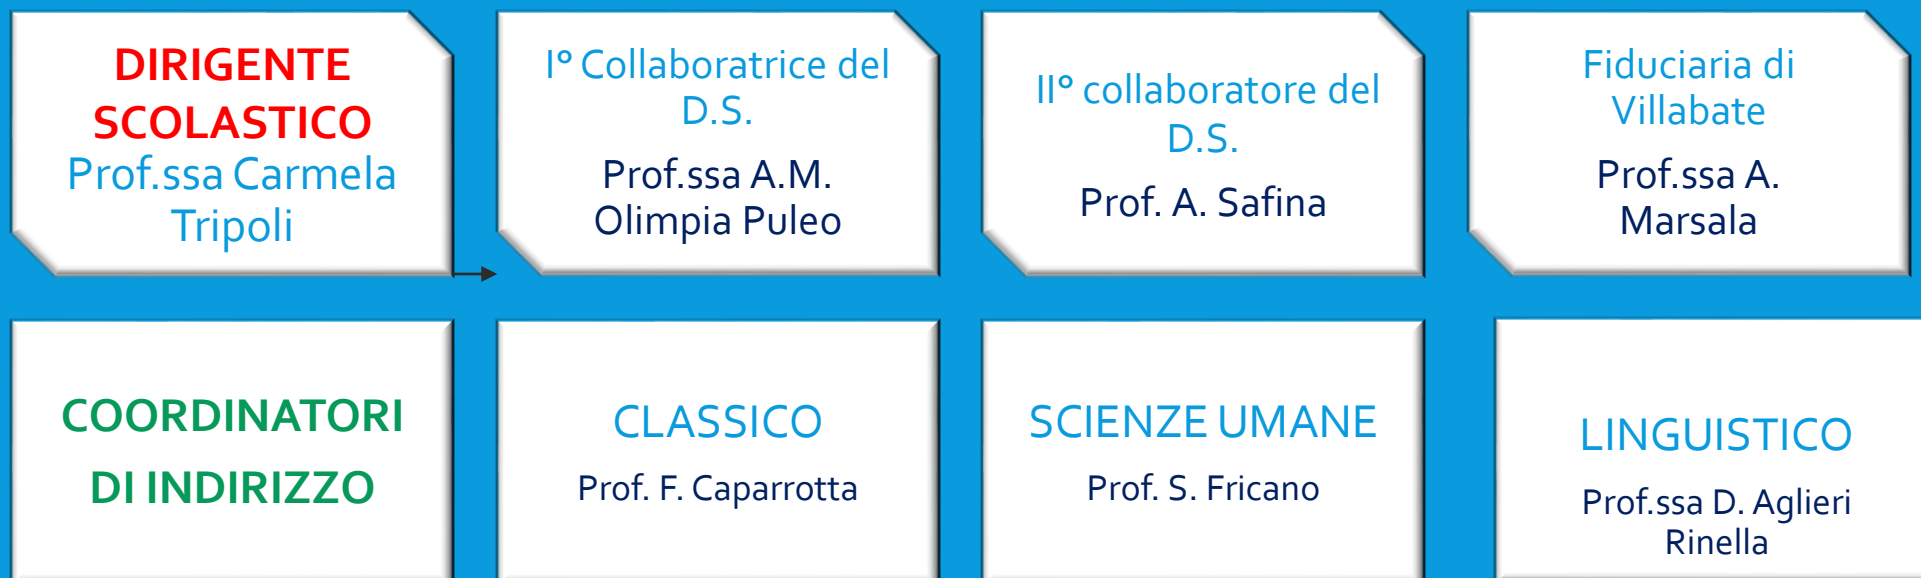 DIRIGENTE
SCOLASTICO
Prof.ssa Carmela
Tripoli
I° Collaboratrice del
D.S.
Prof.ssa A.M.
Olimpia Puleo
II° collaboratore del
D.S.
Prof. A. Safina
Fiduciaria di
Villabate
Prof.ssa A.
Marsala
COORDINATORI
DI INDIRIZZO
CLASSICO
Prof. F. Caparrotta
SCIENZE UMANE
Prof. S. Fricano
LINGUISTICO
Prof.ssa D. Aglieri
Rinella